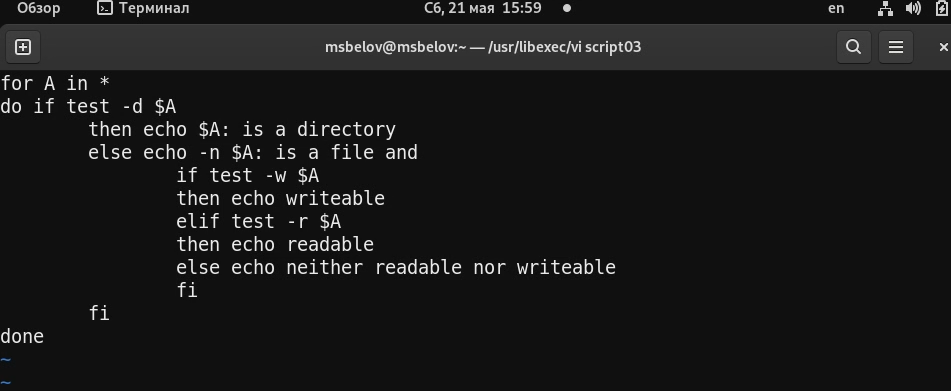 Обзор Терминал Сб, 21 мая 15:59 en
msbelov@msbelov:~ — /usr/libexec/vi script03
for A in *
do if test -d $A
        then echo $A: is a directory
        else echo -n $A: is a file and
                if test -w $A
                then echo writeable
                elif test -r $A
                then echo readable
                else echo neither readable nor writeable
                fi
        fi
done
~
~